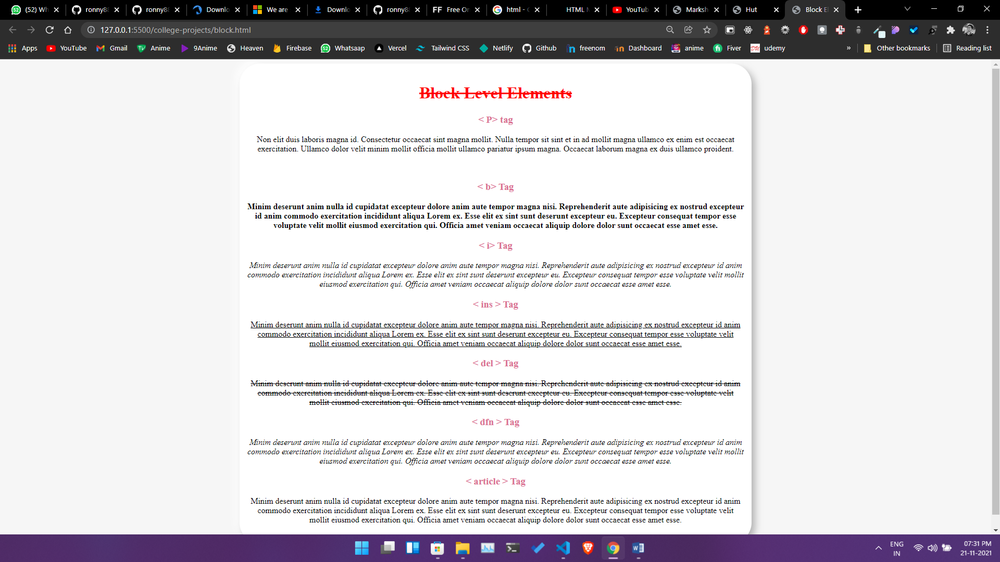 (52) Wh
ronny8
ronny8
Downlo
We are
Downlo
ronny8
FF Free On
html - 
HTML
YouTub
Marksh
Hut
Block El
127.0.0.1:5500/college-projects/block.html
Apps YouTube Gmail Anime 9Anime Heaven Firebase 52 Whatsaap Vercel Tailwind CSS Netlify Github freenom Dashboard anime Fiver udemy » Other bookmarks Reading list
Block Level Elements
< P> tag
Non elit duis laboris magna id. Consectetur occaecat sint magna mollit. Nulla tempor sit sint et in ad mollit magna ullamco ex enim est occaecat
exercitation. Ullamco dolor velit minim mollit officia mollit ullamco pariatur ipsum magna. Occaecat laborum magna ex duis ullamco proident.
< b> Tag
Minim deserunt anim nulla id cupidatat excepteur dolore anim aute tempor magna nisi. Reprehenderit aute adipisicing ex nostrud excepteur
id anim commodo exercitation incididunt aliqua Lorem ex. Esse elit ex sint sunt deserunt excepteur eu. Excepteur consequat tempor esse
voluptate velit mollit eiusmod exercitation qui. Officia amet veniam occaecat aliquip dolore dolor sunt occaecat esse amet esse.
< i> Tag
Minim deserunt anim nulla id cupidatat excepteur dolore anim aute tempor magna nisi. Reprehenderit aute adipisicing ex nostrud excepteur id anim
commodo exercitation incididunt aliqua Lorem ex. Esse elit ex sint sunt deserunt excepteur eu. Excepteur consequat tempor esse voluptate velit mollit
eiusmod exercitation qui. Officia amet veniam occaecat aliquip dolore dolor sunt occaecat esse amet esse.
< ins > Tag
Minim deserunt anim nulla id cupidatat excepteur dolore anim aute tempor magna nisi. Reprehenderit aute adipisicing ex nostrud excepteur id anim
commodo exercitation incididunt aliqua Lorem ex. Esse elit ex sint sunt deserunt excepteur eu. Excepteur consequat tempor esse voluptate velit
mollit eiusmod exercitation qui. Officia amet veniam occaecat aliquip dolore dolor sunt occaecat esse amet esse.
< del > Tag
Minim deserunt anim nulla id cupidatat excepteur dolore anim aute tempor magna nisi. Reprehenderit aute adipisicing ex nostrud excepteur id anim
commodo exercitation incididunt aliqua Lorem ex. Esse elit ex sint sunt deserunt excepteur eu. Excepteur consequat tempor esse voluptate velit
mollit eiusmod exercitation qui. Officia amet veniam occaecat aliquip dolore dolor sunt occaecat esse amet esse.
< dfn > Tag
Minim deserunt anim nulla id cupidatat excepteur dolore anim aute tempor magna nisi. Reprehenderit aute adipisicing ex nostrud excepteur id anim
commodo exercitation incididunt aliqua Lorem ex. Esse elit ex sint sunt deserunt excepteur eu. Excepteur consequat tempor esse voluptate velit mollit
eiusmod exercitation qui. Officia amet veniam occaecat aliquip dolore dolor sunt occaecat esse amet esse.
< article > Tag
Minim deserunt anim nulla id cupidatat excepteur dolore anim aute tempor magna nisi. Reprehenderit aute adipisicing ex nostrud excepteur id anim
commodo exercitation incididunt aliqua Lorem ex. Esse elit ex sint sunt deserunt excepteur eu. Excepteur consequat tempor esse voluptate velit
mollit eiusmod exercitation qui. Officia amet veniam occaecat aliquip dolore dolor sunt occaecat esse amet esse.
ENG
IN
07:31 PM
21-11-2021